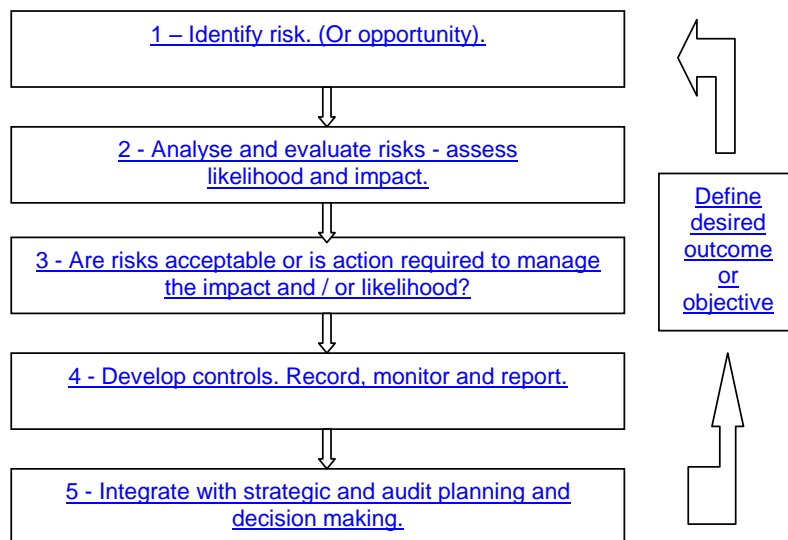 1 – Identify risk. (Or opportunity).
2 - Analyse and evaluate risks - assess
likelihood and impact.
3 - Are risks acceptable or is action required to manage
the impact and / or likelihood?
4 - Develop controls. Record, monitor and report.
5 - Integrate with strategic and audit planning and
decision making.
Define
desired
outcome
or
objective